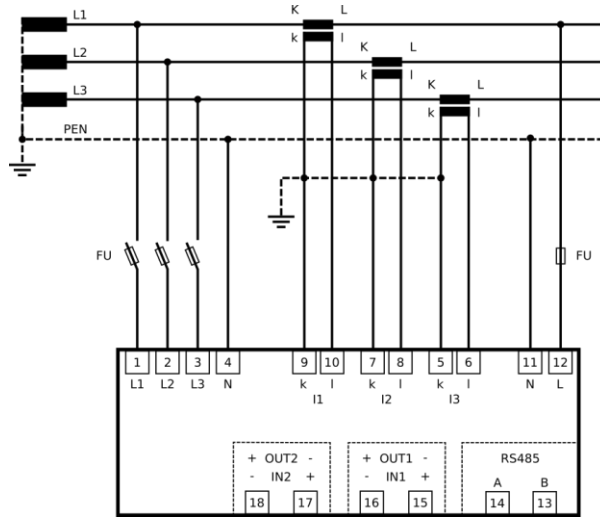 L1 K L
k l
L2 K L
k l
L3 K L
k l
PEN
FU FU
1 2 3 4 9 10 7 8 5 6 11 12
L1 L2 L3 N k l k l k l N L
I1 I2 I3
+ OUT2 - + OUT1 - RS485
- IN2 + - IN1 +
A B
18 17 16 15 14 13